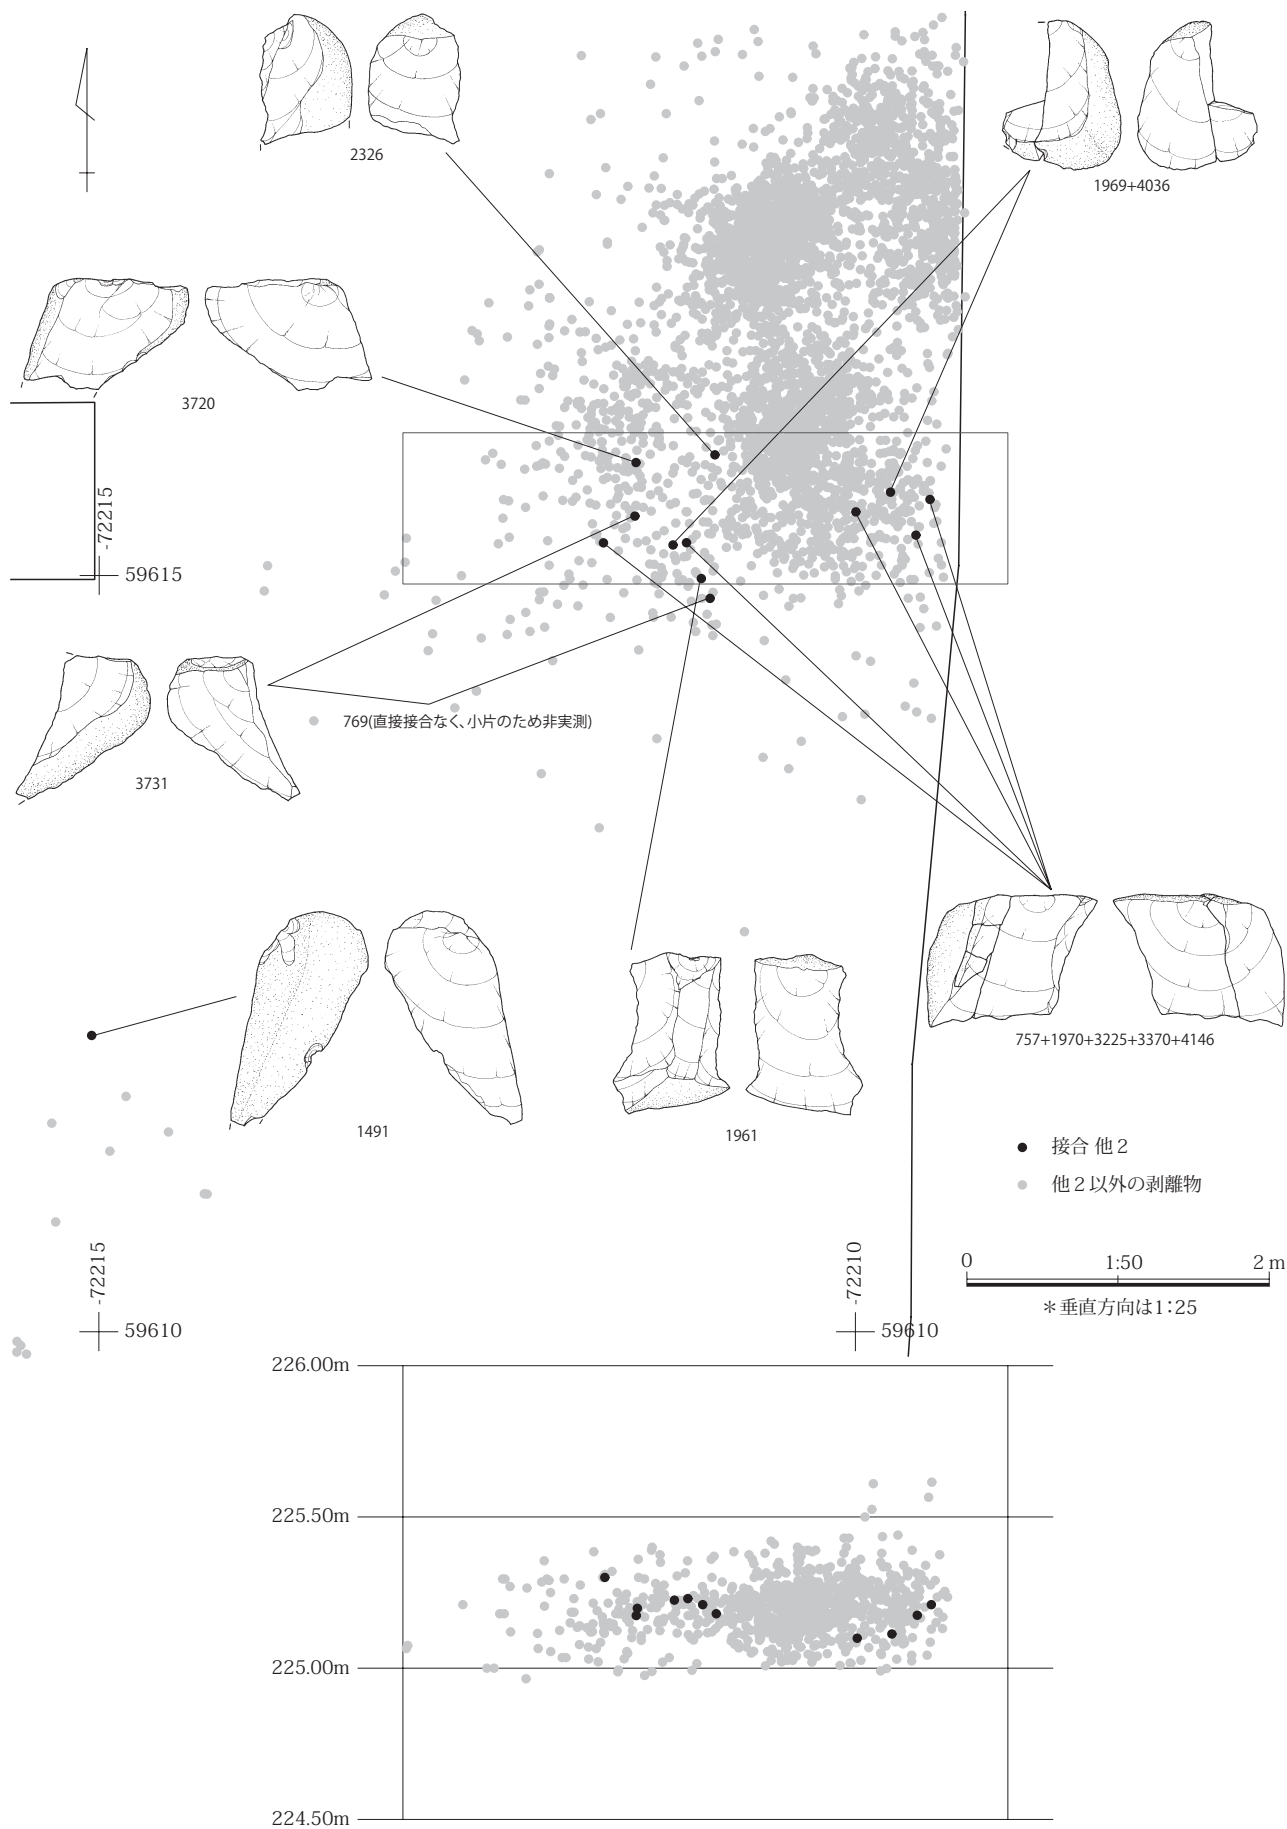 2326
1969+4036
3720
-72215
59615
769(直接接合なく、小片のため非実測)
3731
757+1970+3225+3370+4146
1491
1961
接合 他2
他2以外の剥離物
-72215
-72210
0 1:50 2 m
＊垂直方向は1:25
59610
59610
226.00m
225.50m
225.00m
224.50m